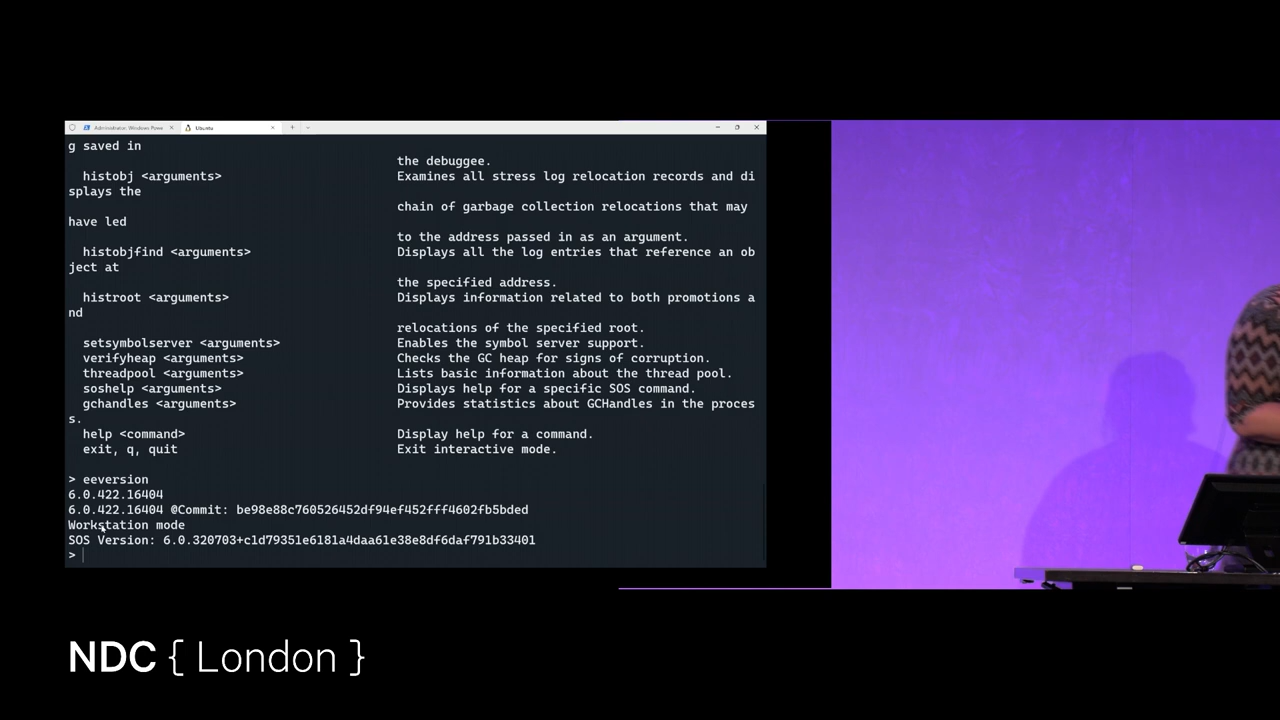 Administrator: Windows Powe
Ubuntu
g saved in
the debuggee.
histobj <arguments> Examines all stress log relocation records and di
splays the
chain of garbage collection relocations that may
have led
to the address passed in as an argument.
histobjfind <arguments> Displays all the log entries that reference an ob
ject at
the specified address.
histroot <arguments> Displays information related to both promotions a
nd
relocations of the specified root.
setsymbolserver <arguments> Enables the symbol server support.
verifyheap <arguments> Checks the GC heap for signs of corruption.
threadpool <arguments> Lists basic information about the thread pool.
soshelp <arguments> Displays help for a specific SOS command.
gchandles <arguments> Provides statistics about GCHandles in the proces
s.
help <command> Display help for a command.
exit, q, quit Exit interactive mode.
> eeversion
6.0.422.16404
6.0.422.16404 @Commit: be98e88c760526452df94ef452fff4602fb5bded
Workstation mode
SOS Version: 6.0.320703+c1d79351e6181a4daa61e38e8df6daf791b33401
>
NDC { London }